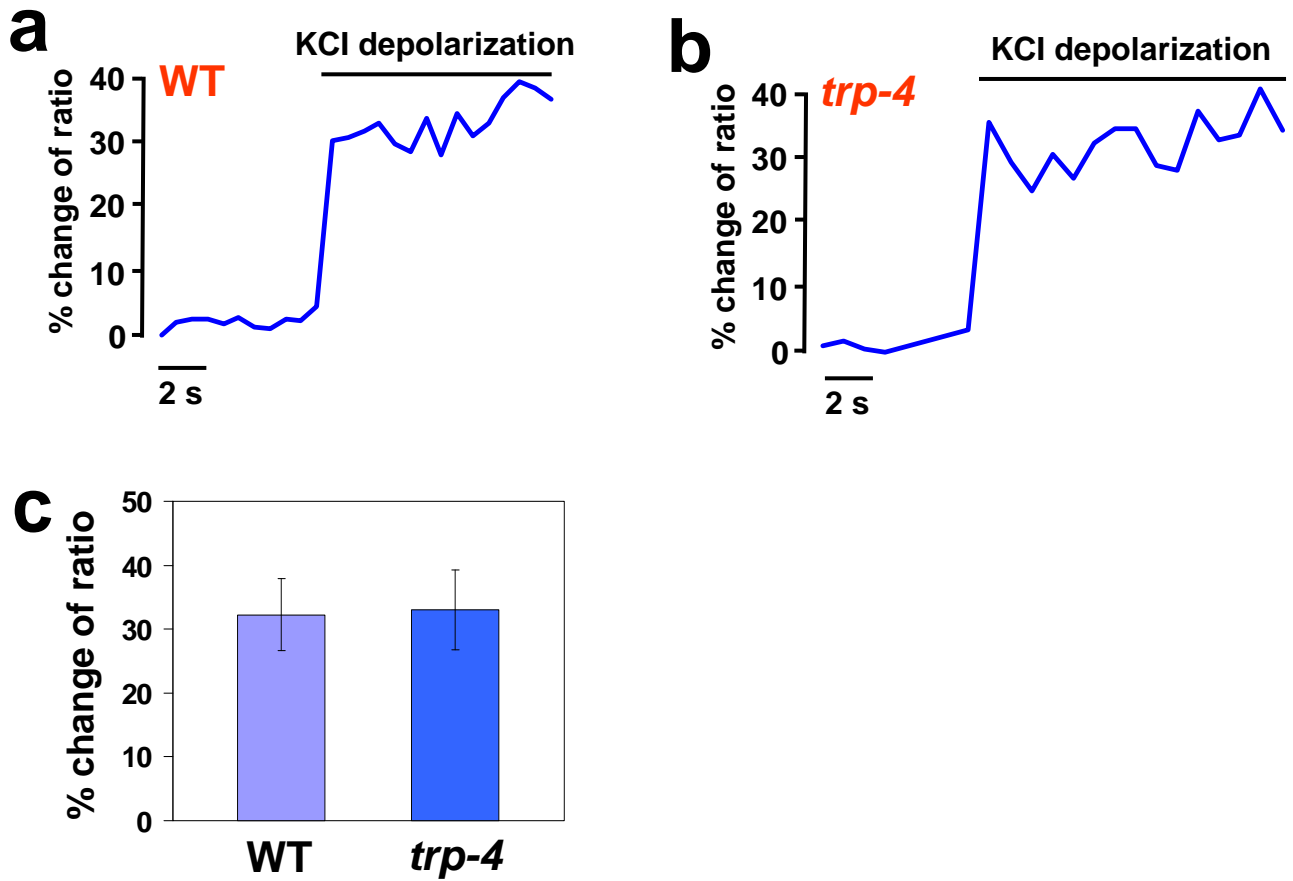 a
KCl depolarization
WT
% change of ratio
40
30
20
10
0
2 s
b
KCl depolarization
trp-4
% change of ratio
40
30
20
10
0
2 s
c
% change of ratio
50
40
30
20
10
0
WT
trp-4